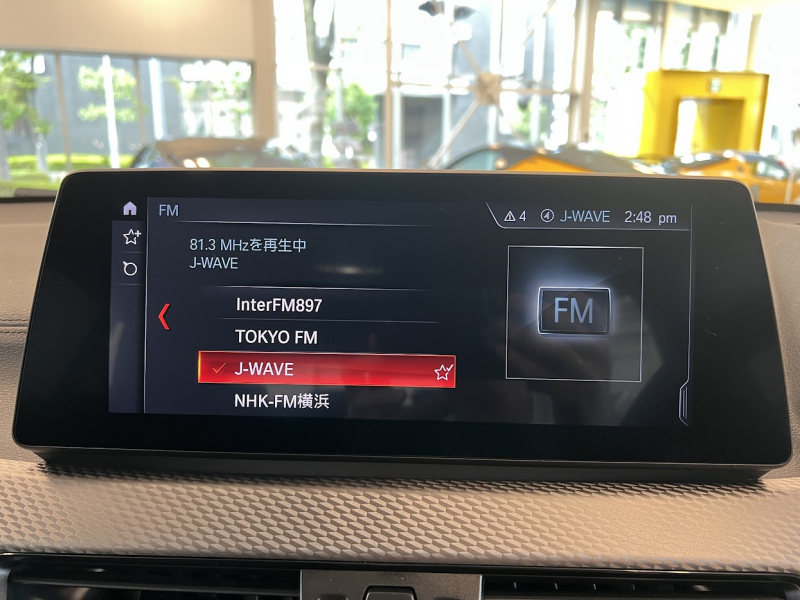 FM
4 J-WAVE 2:48 pm
81.3 MHzを再生中
J-WAVE
InterFM897
TOKYO FM
J-WAVE
NHK-FM横浜
FM